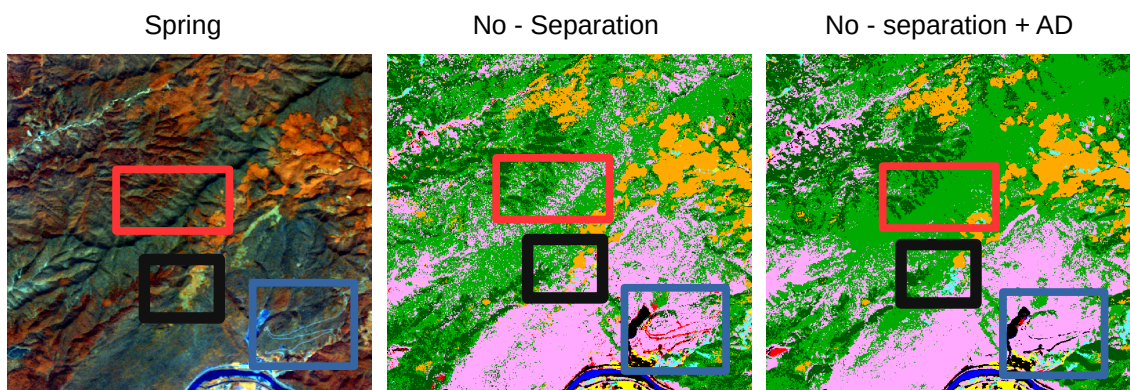 Spring
No - Separation
No - separation + AD